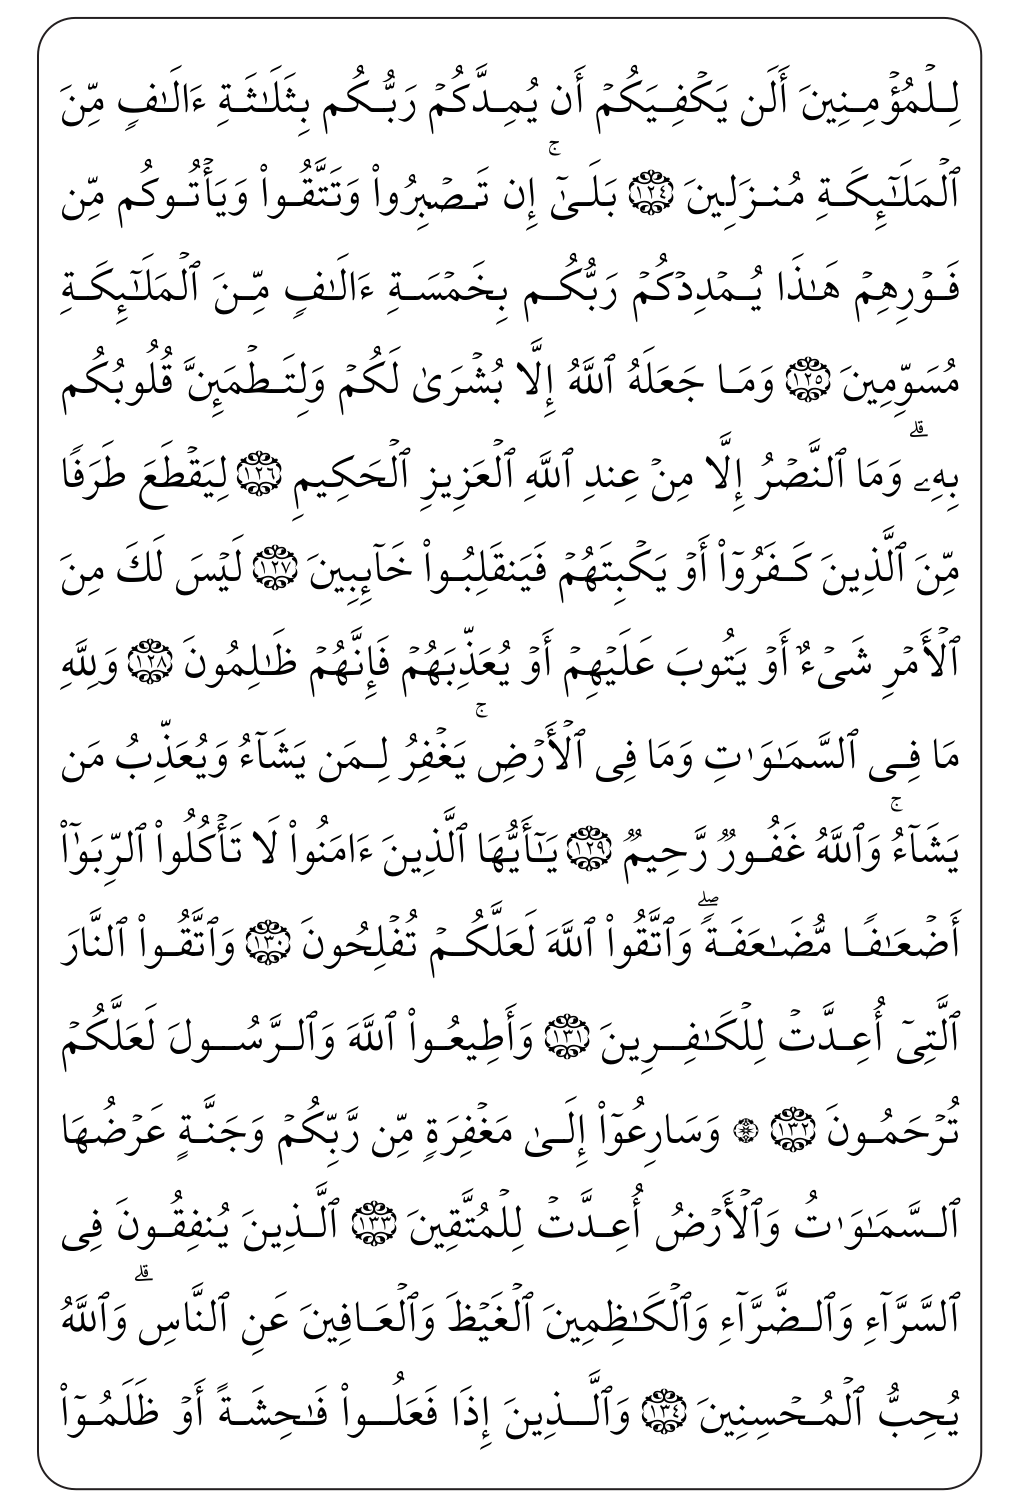 لِلْمُؤْمِنِينَ أَلَن يَكْفِيَكُمْ أَن يُمِدَّكُمْ رَبُّكُم بِثَلَـٰثَةِ ءَالَـٰفٍ مِّنَ
ٱلْمَلَـٰٓئِكَةِ مُنزَلِينَ ١٢٤ بَلَىٰٓ ۚ إِن تَصْبِرُوا۟ وَتَتَّقُوا۟ وَيَأْتُوكُم مِّن
فَوْرِهِمْ هَـٰذَا يُمْدِدْكُمْ رَبُّكُم بِخَمْسَةِ ءَالَـٰفٍ مِّنَ ٱلْمَلَـٰٓئِكَةِ
مُسَوِّمِينَ ١٢٥ وَمَا جَعَلَهُ ٱللَّهُ إِلَّا بُشْرَىٰ لَكُمْ وَلِتَطْمَئِنَّ قُلُوبُكُم
بِهِۦ ۗ وَمَا ٱلنَّصْرُ إِلَّا مِنْ عِندِ ٱللَّهِ ٱلْعَزِيزِ ٱلْحَكِيمِ ١٢٦ لِيَقْطَعَ طَرَفًا
مِّنَ ٱلَّذِينَ كَفَرُوٓا۟ أَوْ يَكْبِتَهُمْ فَيَنقَلِبُوا۟ خَآئِبِينَ ١٢٧ لَيْسَ لَكَ مِنَ
ٱلْأَمْرِ شَىْءٌ أَوْ يَتُوبَ عَلَيْهِمْ أَوْ يُعَذِّبَهُمْ فَإِنَّهُمْ ظَـٰلِمُونَ ١٢٨ وَلِلَّهِ
مَا فِى ٱلسَّمَـٰوَٰتِ وَمَا فِى ٱلْأَرْضِ ۚ يَغْفِرُ لِمَن يَشَآءُ وَيُعَذِّبُ مَن
يَشَآءُ ۚ وَٱللَّهُ غَفُورٌ رَّحِيمٌ ١٢٩ يَـٰٓأَيُّهَا ٱلَّذِينَ ءَامَنُوا۟ لَا تَأْكُلُوا۟ ٱلرِّبَوٰٓا۟
أَضْعَـٰفًا مُّضَـٰعَفَةً ۖ وَٱتَّقُوا۟ ٱللَّهَ لَعَلَّكُمْ تُفْلِحُونَ ١٣٠ وَٱتَّقُوا۟ ٱلنَّارَ
ٱلَّتِىٓ أُعِدَّتْ لِلْكَـٰفِرِينَ ١٣١ وَأَطِيعُوا۟ ٱللَّهَ وَٱلرَّسُولَ لَعَلَّكُمْ
تُرْحَمُونَ ١٣٢ ۞ وَسَارِعُوٓا۟ إِلَىٰ مَغْفِرَةٍ مِّن رَّبِّكُمْ وَجَنَّةٍ عَرْضُهَا
ٱلسَّمَـٰوَٰتُ وَٱلْأَرْضُ أُعِدَّتْ لِلْمُتَّقِينَ ١٣٣ ٱلَّذِينَ يُنفِقُونَ فِى
ٱلسَّرَّآءِ وَٱلضَّرَّآءِ وَٱلْكَـٰظِمِينَ ٱلْغَيْظَ وَٱلْعَافِينَ عَنِ ٱلنَّاسِ ۗ وَٱللَّهُ
يُحِبُّ ٱلْمُحْسِنِينَ ١٣٤ وَٱلَّذِينَ إِذَا فَعَلُوا۟ فَـٰحِشَةً أَوْ ظَلَمُوٓا۟